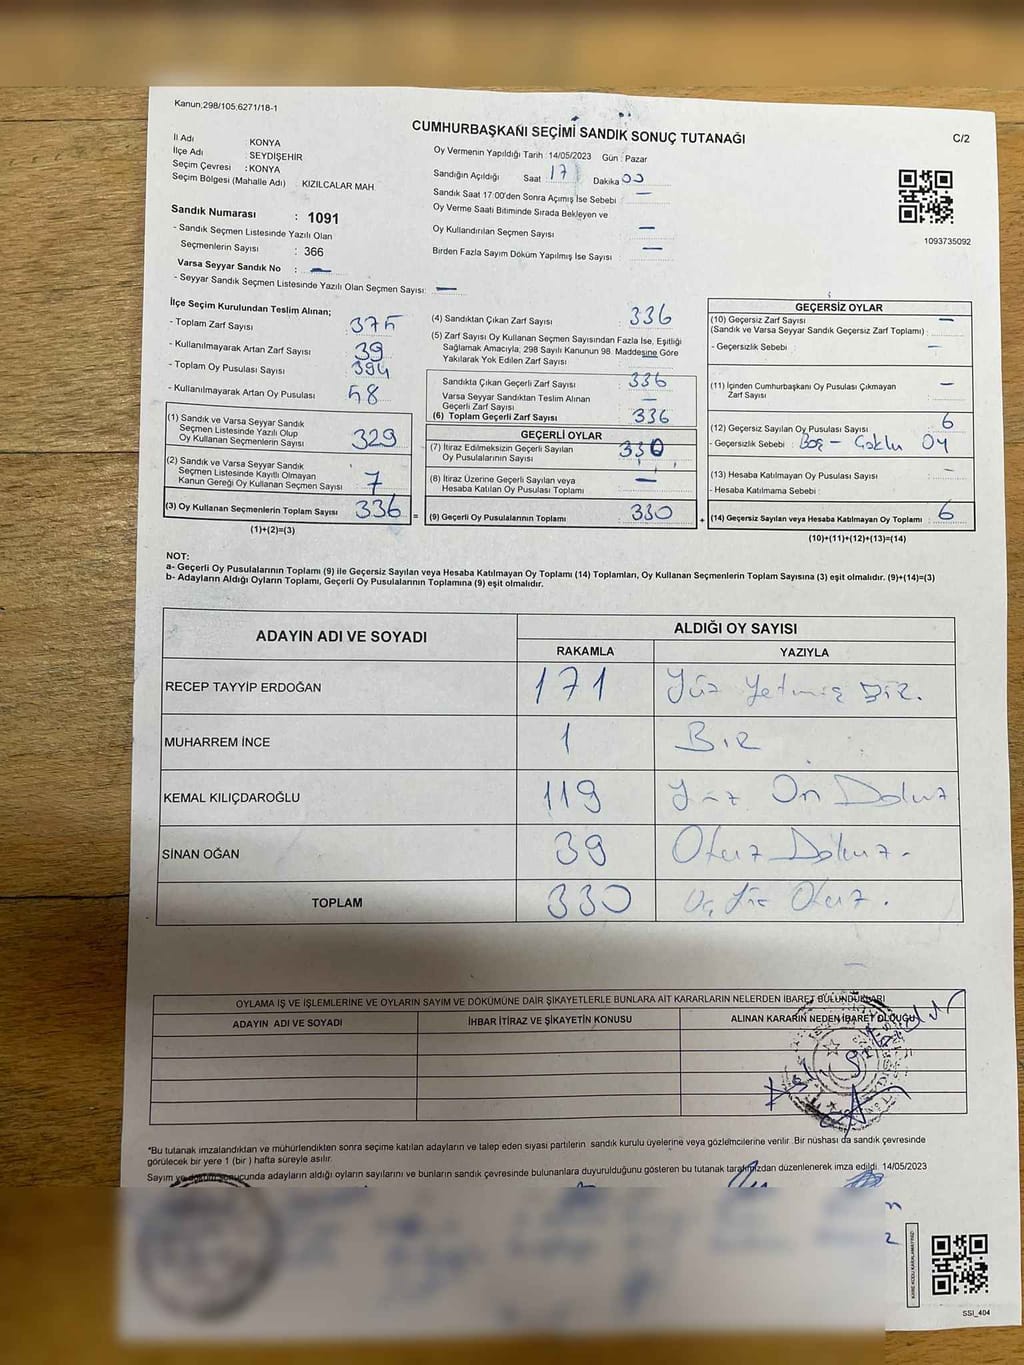 Kanun;298/105,6271/18-1
CUMHURBAŞKANI SEÇİMİ SANDIK SONUÇ TUTANAĞI
C/2
İl Adı : KONYA
İlçe Adı : SEYDİŞEHİR
Seçim Çevresi : KONYA
Seçim Bölgesi (Mahalle Adı) : KIZILCALAR MAH.
Sandık Numarası : 1091
- Sandık Seçmen Listesinde Yazılı Olan
Seçmenlerin Sayısı : 366
Varsa Seyyar Sandık No : —
- Seyyar Sandık Seçmen Listesinde Yazılı Olan Seçmen Sayısı: —
Oy Vermenin Yapıldığı Tarih : 14/05/2023 Gün : Pazar
Sandığın Açıldığı Saat 17 Dakika 00
Sandık Saat 17:00'den Sonra Açımış İse Sebebi : —
Oy Verme Saati Bitiminde Sırada Bekleyen ve
Oy Kullandırılan Seçmen Sayısı : —
Birden Fazla Sayım Döküm Yapılmış İse Sayısı : —
1093735092
İlçe Seçim Kurulundan Teslim Alınan;
- Toplam Zarf Sayısı : 375
- Kullanılmayarak Artan Zarf Sayısı : 39
- Toplam Oy Pusulası Sayısı : 394
- Kullanılmayarak Artan Oy Pusulası : 58
(1) Sandık ve Varsa Seyyar Sandık
Seçmen Listesinde Yazılı Olup
Oy Kullanan Seçmenlerin Sayısı : 329
(2) Sandık ve Varsa Seyyar Sandık
Seçmen Listesinde Kayıtlı Olmayan
Kanun Gereği Oy Kullanan Seçmen Sayısı : 7
(3) Oy Kullanan Seçmenlerin Toplam Sayısı : 336
(1)+(2)=(3)
=
(4) Sandıktan Çıkan Zarf Sayısı : 336
(5) Zarf Sayısı Oy Kullanan Seçmen Sayısından Fazla İse, Eşitliği
Sağlamak Amacıyla, 298 Sayılı Kanunun 98. Maddesine Göre
Yakılarak Yok Edilen Zarf Sayısı :
Sandıkta Çıkan Geçerli Zarf Sayısı : 336
Varsa Seyyar Sandıktan Teslim Alınan
Geçerli Zarf Sayısı : —
(6) Toplam Geçerli Zarf Sayısı : 336
GEÇERLİ OYLAR
(7) İtiraz Edilmeksizin Geçerli Sayılan
Oy Pusulalarının Sayısı : 330
(8) İtiraz Üzerine Geçerli Sayılan veya
Hesaba Katılan Oy Pusulası Toplamı : —
(9) Geçerli Oy Pusulalarının Toplamı : 330
+
GEÇERSİZ OYLAR
(10) Geçersiz Zarf Sayısı : —
(Sandık ve Varsa Seyyar Sandık Geçersiz Zarf Toplamı) :
- Geçersizlik Sebebi : —
(11) İçinden Cumhurbaşkanı Oy Pusulası Çıkmayan : —
Zarf Sayısı
(12) Geçersiz Sayılan Oy Pusulası Sayısı : 6
- Geçersizlik Sebebi : Boş - Çoklu Oy
(13) Hesaba Katılmayan Oy Pusulası Sayısı : —
- Hesaba Katılmama Sebebi :
(14) Geçersiz Sayılan veya Hesaba Katılmayan Oy Toplamı : 6
(10)+(11)+(12)+(13)=(14)
NOT:
a- Geçerli Oy Pusulalarının Toplamı (9) ile Geçersiz Sayılan veya Hesaba Katılmayan Oy Toplamı (14) Toplamları, Oy Kullanan Seçmenlerin Toplam Sayısına (3) eşit olmalıdır. (9)+(14)=(3)
b- Adayların Aldığı Oyların Toplamı, Geçerli Oy Pusulalarının Toplamına (9) eşit olmalıdır.
ADAYIN ADI VE SOYADI
ALDIĞI OY SAYISI
RAKAMLA YAZIYLA
RECEP TAYYİP ERDOĞAN 171 Yüz Yetmiş Bir.
MUHARREM İNCE 1 Bir
KEMAL KILIÇDAROĞLU 119 Yüz On Dokuz
SİNAN OĞAN 39 Otuz Dokuz.
TOPLAM 330 Üç Yüz Otuz.
OYLAMA İŞ VE İŞLEMLERİNE VE OYLARIN SAYIM VE DÖKÜMÜNE DAİR ŞİKAYETLERLE BUNLARA AİT KARARLARIN NELERDEN İBARET BULUNDUKLARI
ADAYIN ADI VE SOYADI İHBAR İTİRAZ VE ŞİKAYETİN KONUSU ALINAN KARARIN NEDEN İBARET OLDUĞU
*Bu tutanak imzalandıktan ve mühürlendikten sonra seçime katılan adayların ve talep eden siyasi partilerin sandık kurulu üyelerine veya gözlemcilerine verilir. Bir nüshası da sandık çevresinde
görülecek bir yere 1 (bir) hafta süreyle asılır.
Sayım ve döküm sonucunda adayların aldığı oyların sayılarını ve bunların sandık çevresinde bulunanlara duyurulduğunu gösteren bu tutanak tarafımızdan düzenlenerek imza edildi. 14/05/2023
SSI_404